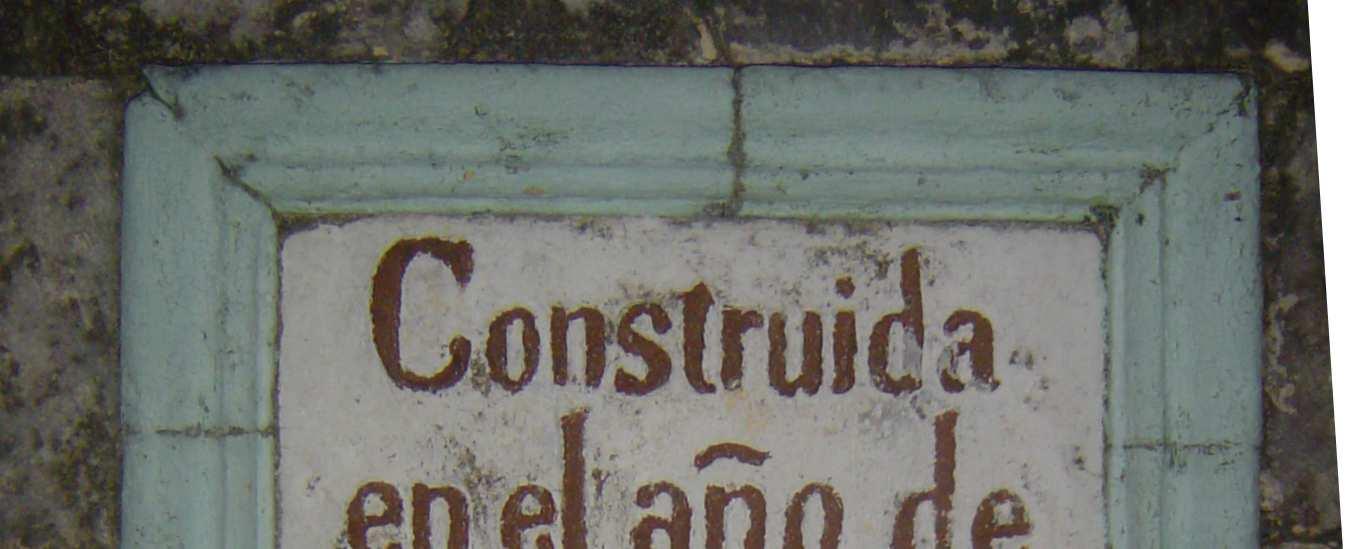 Construida
en el año de